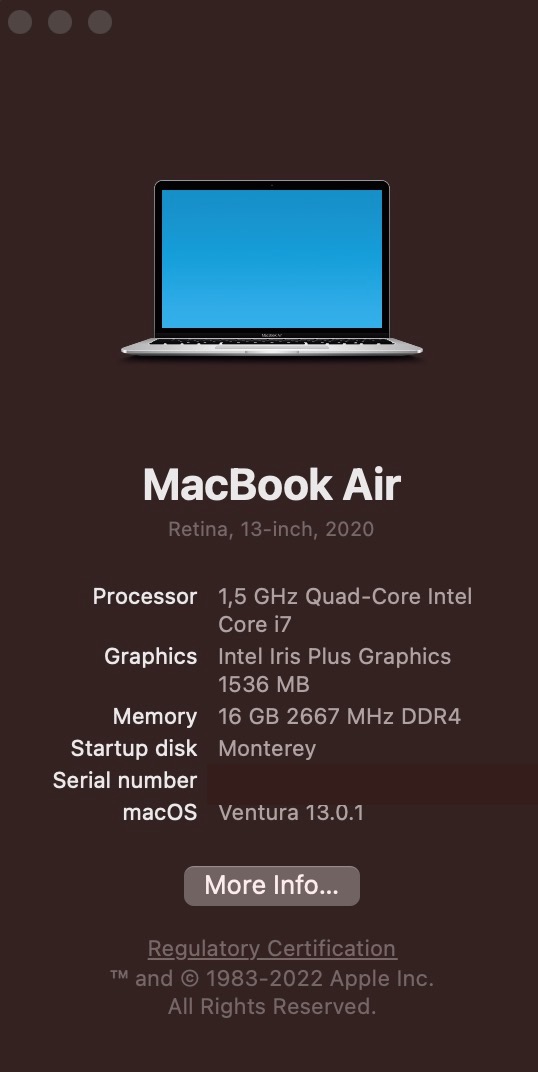 MacBook Air
Retina, 13-inch, 2020
Processor 1,5 GHz Quad-Core Intel
Core i7
Graphics Intel Iris Plus Graphics
1536 MB
Memory 16 GB 2667 MHz DDR4
Startup disk Monterey
Serial number
macOS Ventura 13.0.1
More Info...
Regulatory Certification
™ and © 1983-2022 Apple Inc.
All Rights Reserved.